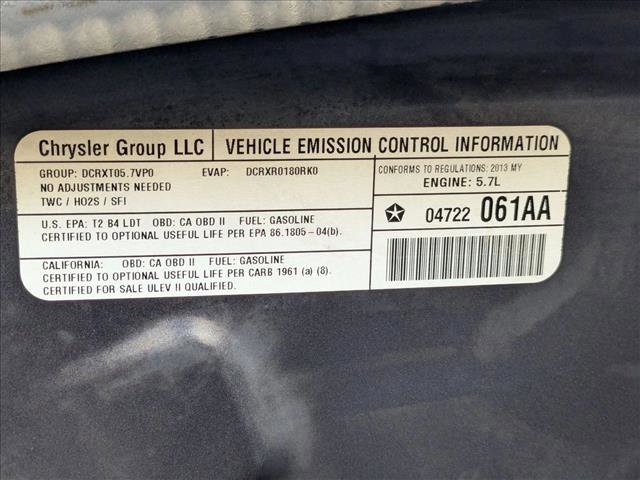 Chrysler Group LLC
VEHICLE EMISSION CONTROL INFORMATION
GROUP: DCRXT05.7VP0 EVAP: DCRXR0180RK0
NO ADJUSTMENTS NEEDED
TWC / HO2S / SFI
CONFORMS TO REGULATIONS: 2013 MY
ENGINE: 5.7L
U.S. EPA: T2 B4 LDT OBD: CA OBD II FUEL: GASOLINE
CERTIFIED TO OPTIONAL USEFUL LIFE PER EPA 86.1805-04(b).
04722 061AA
CALIFORNIA: OBD: CA OBD II FUEL: GASOLINE
CERTIFIED TO OPTIONAL USEFUL LIFE PER CARB 1961 (a) (8).
CERTIFIED FOR SALE ULEV II QUALIFIED.